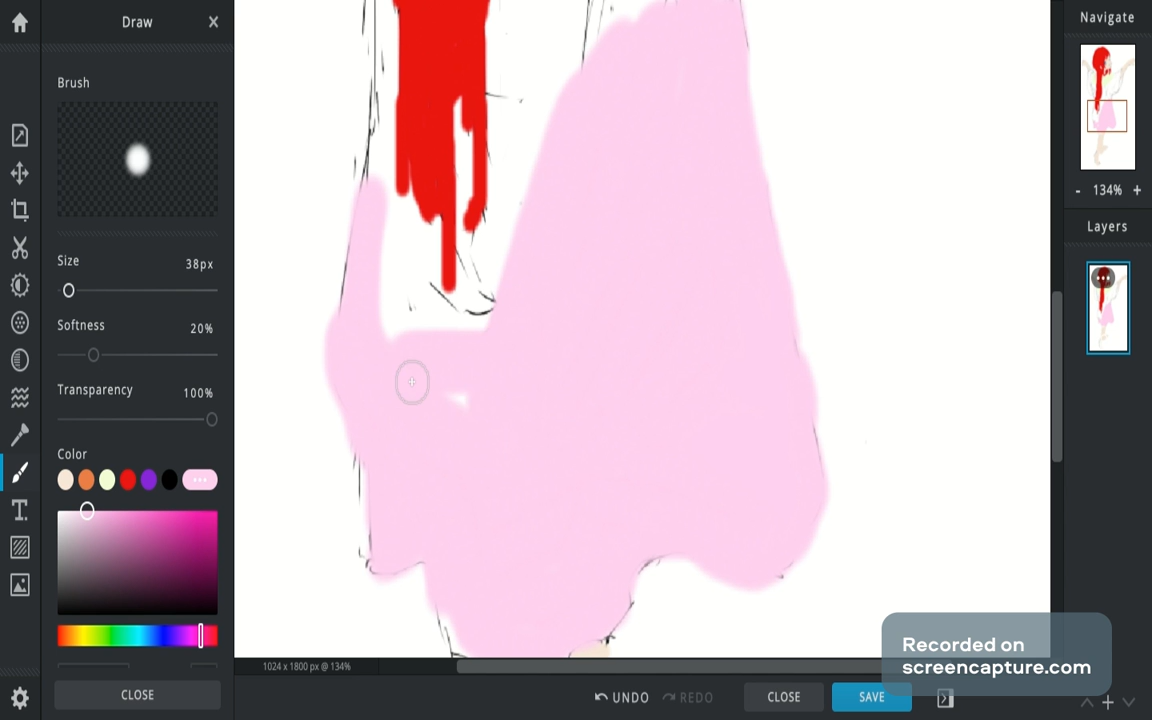 Draw
Brush
Size
38px
Softness
20%
Transparency
100%
Color
CLOSE
1024 x 1800 px @ 134%
UNDO
REDO
CLOSE
SAVE
Navigate
- 134% +
Layers
Recorded on
screencapture.com